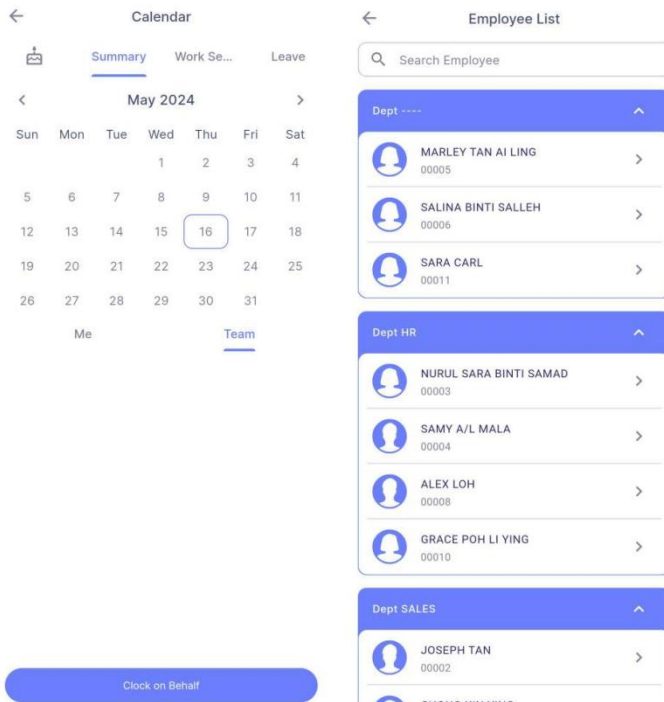 Calendar
Summary Work Se... Leave
May 2024
Sun Mon Tue Wed Thu Fri Sat
1 2 3 4
5 6 7 8 9 10 11
12 13 14 15 16 17 18
19 20 21 22 23 24 25
26 27 28 29 30 31
Me Team
Clock on Behalf
Employee List
Search Employee
Dept ----
MARLEY TAN AI LING
00005
SALINA BINTI SALLEH
00006
SARA CARL
00011
Dept HR
NURUL SARA BINTI SAMAD
00003
SAMY A/L MALA
00004
ALEX LOH
00008
GRACE POH LI YING
00010
Dept SALES
JOSEPH TAN
00002